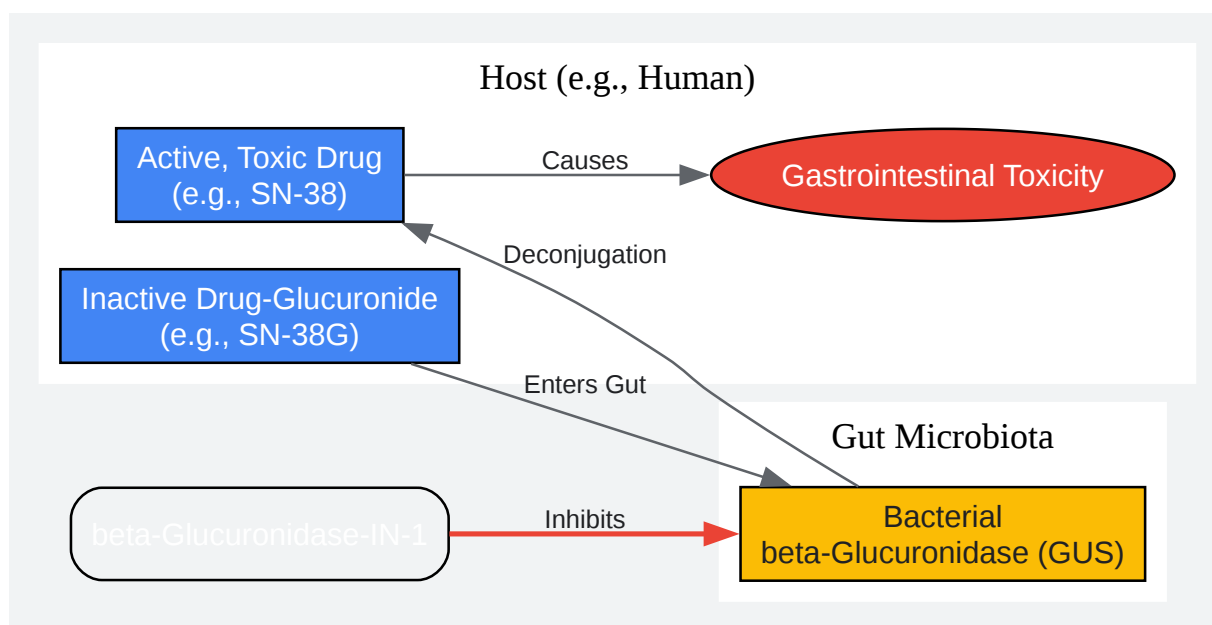 Host (e.g., Human)
Active, Toxic Drug
(e.g., SN-38)
Causes
Gastrointestinal Toxicity
Deconjugation
Inactive Drug-Glucuronide
(e.g., SN-38G)
Enters Gut
Gut Microbiota
beta-Glucuronidase-IN-1
Inhibits
Bacterial
beta-Glucuronidase (GUS)